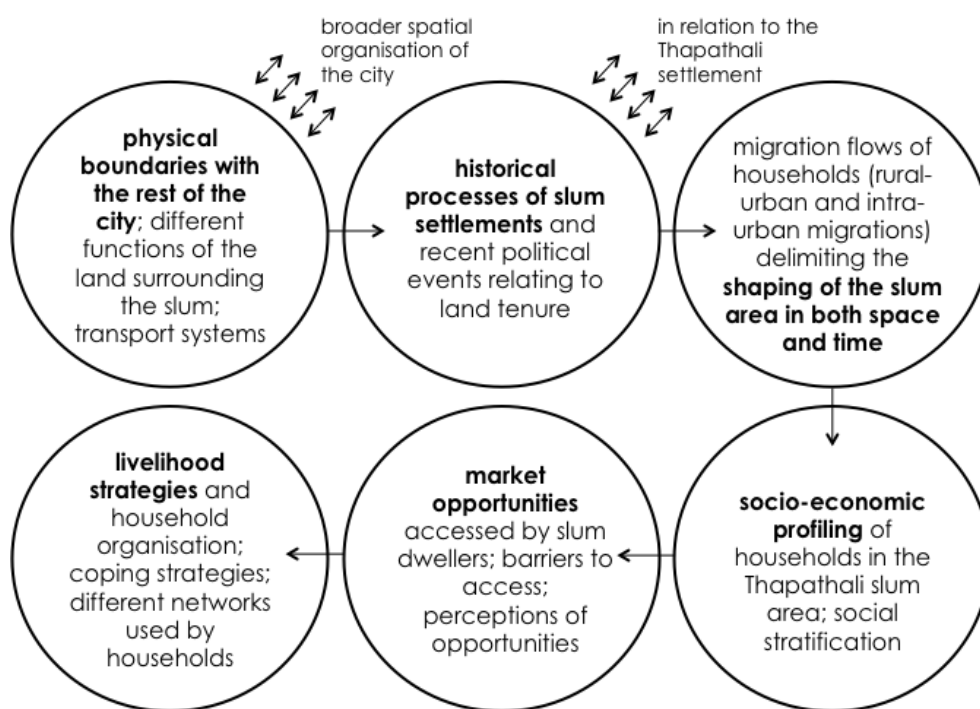 broader spatial
organisation of
the city
in relation to the
Thapathali
settlement
physical
boundaries with
the rest of the
city; different
functions of the
land surrounding
the slum;
transport systems
historical
processes of slum
settlements and
recent political
events relating to
land tenure
migration flows of
households (rural-
urban and intra-
urban migrations)
delimiting the
shaping of the slum
area in both space
and time
socio-economic
profiling of
households in the
Thapathali slum
area; social
stratification
market
opportunities
accessed by slum
dwellers; barriers to
access;
perceptions of
opportunities
livelihood
strategies and
household
organisation;
coping strategies;
different networks
used by
households